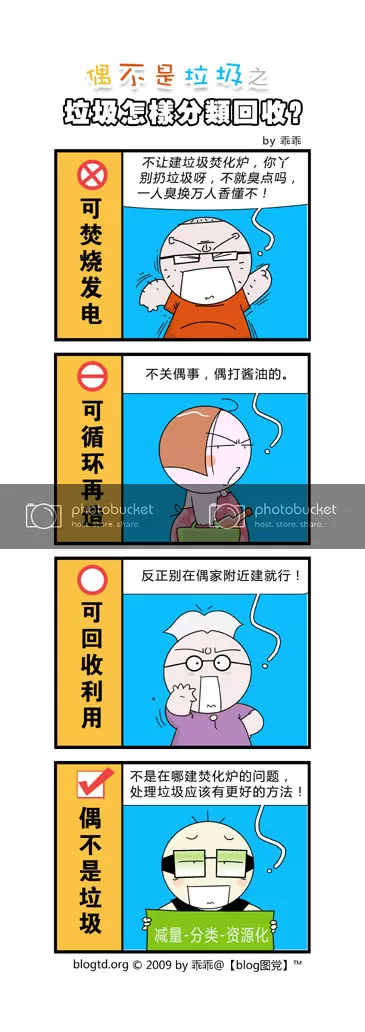 偶不是垃圾之
垃圾怎樣分類回收?
by 乖乖
可焚烧发电
不让建垃圾焚化炉，你丫
别扔垃圾呀，不就臭点吗，
一人臭换万人香懂不！
可循环再造
不关偶事，偶打酱油的。
photobucket
host. store. share.
photobucket
host. store. share.
可回收利用
反正别在偶家附近建就行！
偶不是垃圾
不是在哪建焚化炉的问题，
处理垃圾应该有更好的方法！
减量-分类-资源化
blogtd.org © 2009 by 乖乖@【blog图党】™